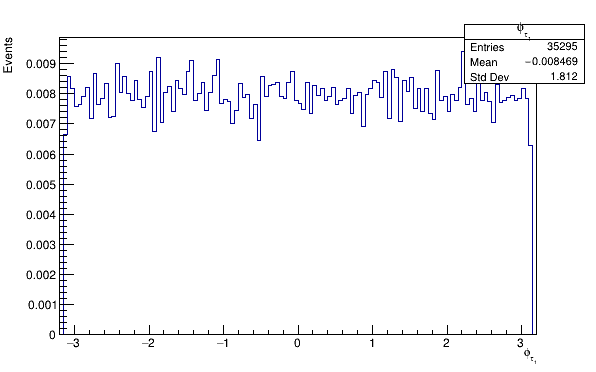 ϕτ₁
Entries 35295
Mean −0.008469
Std Dev 1.812
Events
0.009
0.008
0.007
0.006
0.005
0.004
0.003
0.002
0.001
0
−3 −2 −1 0 1 2 3
ϕτ₁